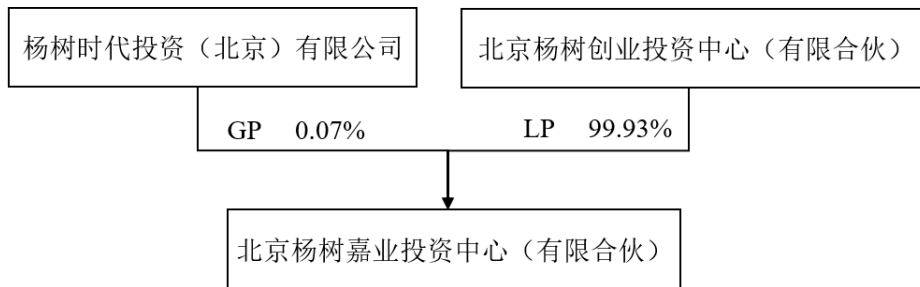 杨树时代投资（北京）有限公司
北京杨树创业投资中心（有限合伙）
GP 0.07%
LP 99.93%
北京杨树嘉业投资中心（有限合伙）